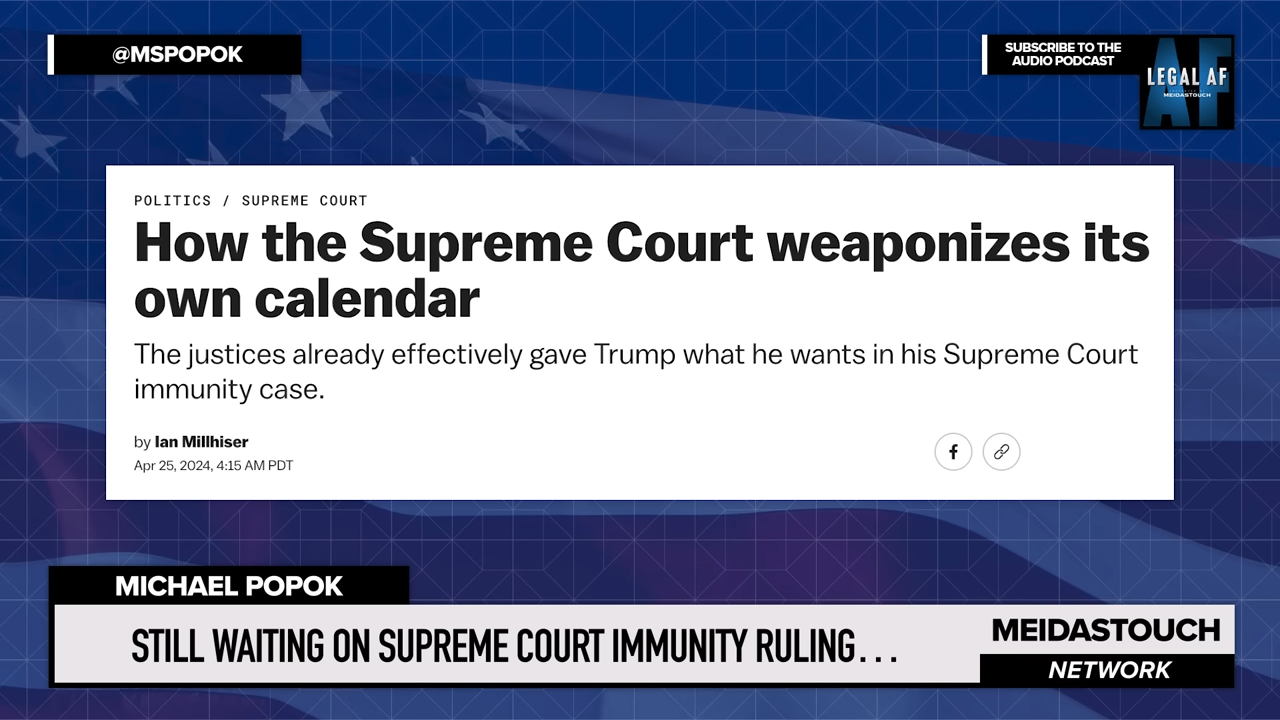 @MSPOPOK
SUBSCRIBE TO THE
AUDIO PODCAST
LEGAL AF
MEIDASTOUCH
POLITICS / SUPREME COURT
How the Supreme Court weaponizes its
own calendar
The justices already effectively gave Trump what he wants in his Supreme Court
immunity case.
by Ian Millhiser
Apr 25, 2024, 4:15 AM PDT
MICHAEL POPOK
STILL WAITING ON SUPREME COURT IMMUNITY RULING...
MEIDASTOUCH
NETWORK